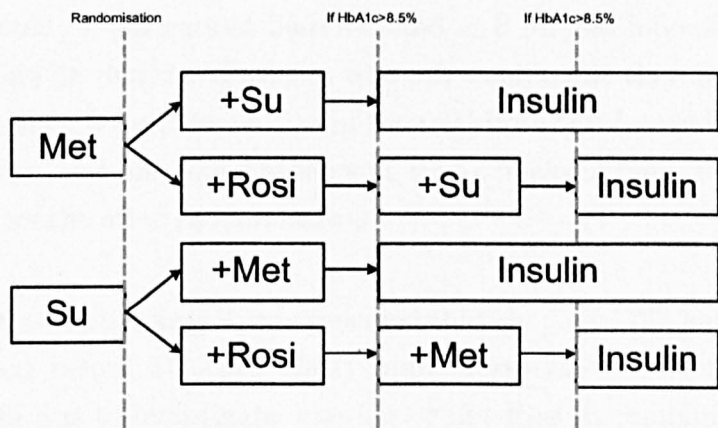 Randomisation
If HbA1c>8.5%
If HbA1c>8.5%
+Su
Insulin
Met
+Rosi
+Su
Insulin
+Met
Insulin
Su
+Rosi
+Met
Insulin